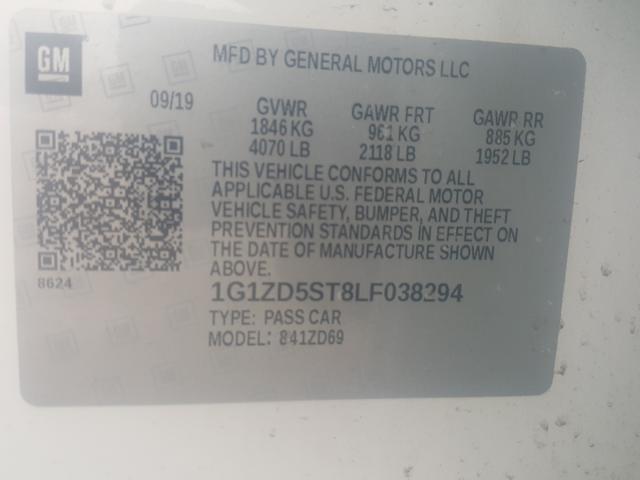 GM
MFD BY GENERAL MOTORS LLC
09/19
GVWR
1846 KG
4070 LB
GAWR FRT
961 KG
2118 LB
GAWR RR
885 KG
1952 LB
THIS VEHICLE CONFORMS TO ALL
APPLICABLE U.S. FEDERAL MOTOR
VEHICLE SAFETY, BUMPER, AND THEFT
PREVENTION STANDARDS IN EFFECT ON
THE DATE OF MANUFACTURE SHOWN
ABOVE.
8624
1G1ZD5ST8LF038294
TYPE: PASS CAR
MODEL: 841ZD69